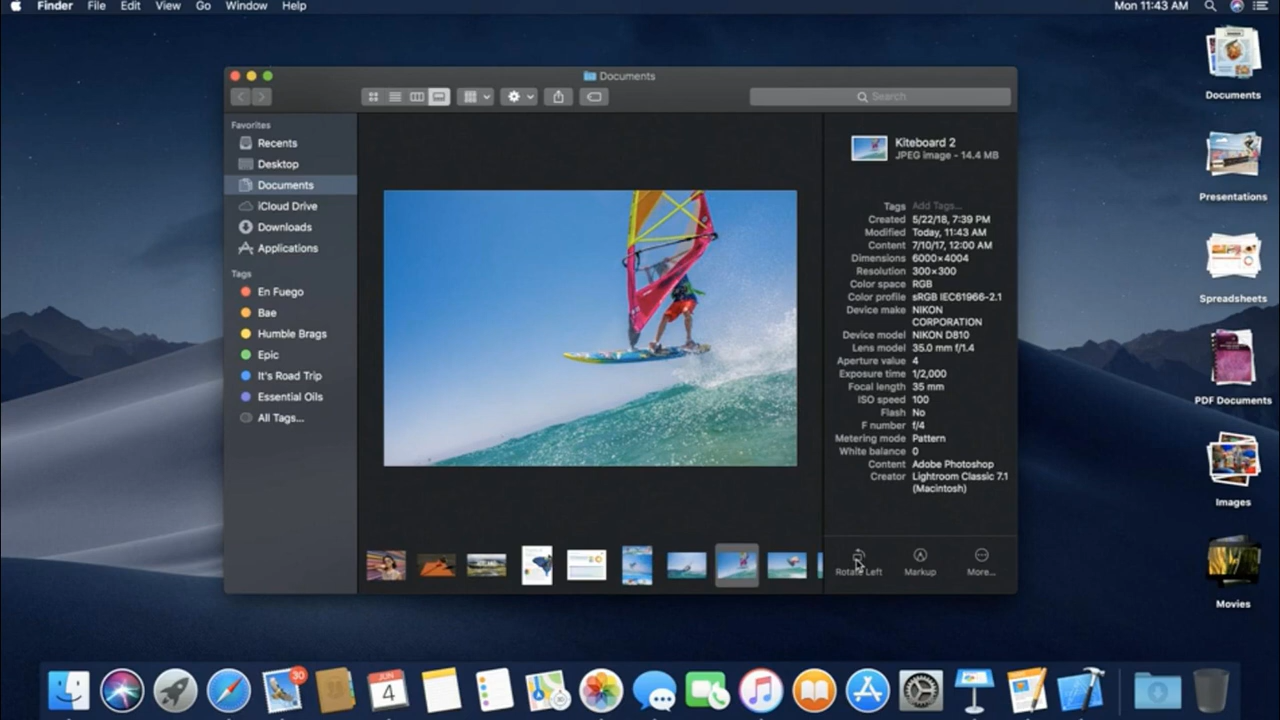 Finder File Edit View Go Window Help
Mon 11:43 AM
Documents
Search
Favorites
Recents
Desktop
Documents
iCloud Drive
Downloads
Applications
Tags
En Fuego
Bae
Humble Brags
Epic
It's Road Trip
Essential Oils
All Tags...
Kiteboard 2
JPEG image - 14.4 MB
Tags Add Tags...
Created 5/22/18, 7:39 PM
Modified Today, 11:43 AM
Content 7/10/17, 12:00 AM
Dimensions 6000×4004
Resolution 300×300
Color space RGB
Color profile sRGB IEC61966-2.1
Device make NIKON
CORPORATION
Device model NIKON D810
Lens model 35.0 mm f/1.4
Aperture value 4
Exposure time 1/2,000
Focal length 35 mm
ISO speed 100
Flash No
F number f/4
Metering mode Pattern
White balance 0
Content Adobe Photoshop
Creator Lightroom Classic 7.1
(Macintosh)
Rotate Left
Markup
More...
Documents
Presentations
Spreadsheets
PDF Documents
Images
Movies
30
JUN
4